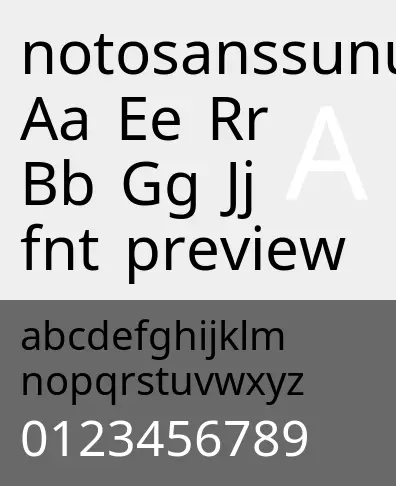 notosanssunu
Aa Ee Rr
A
Bb Gg Jj
fnt preview
abcdefghijklm
nopqrstuvwxyz
0123456789